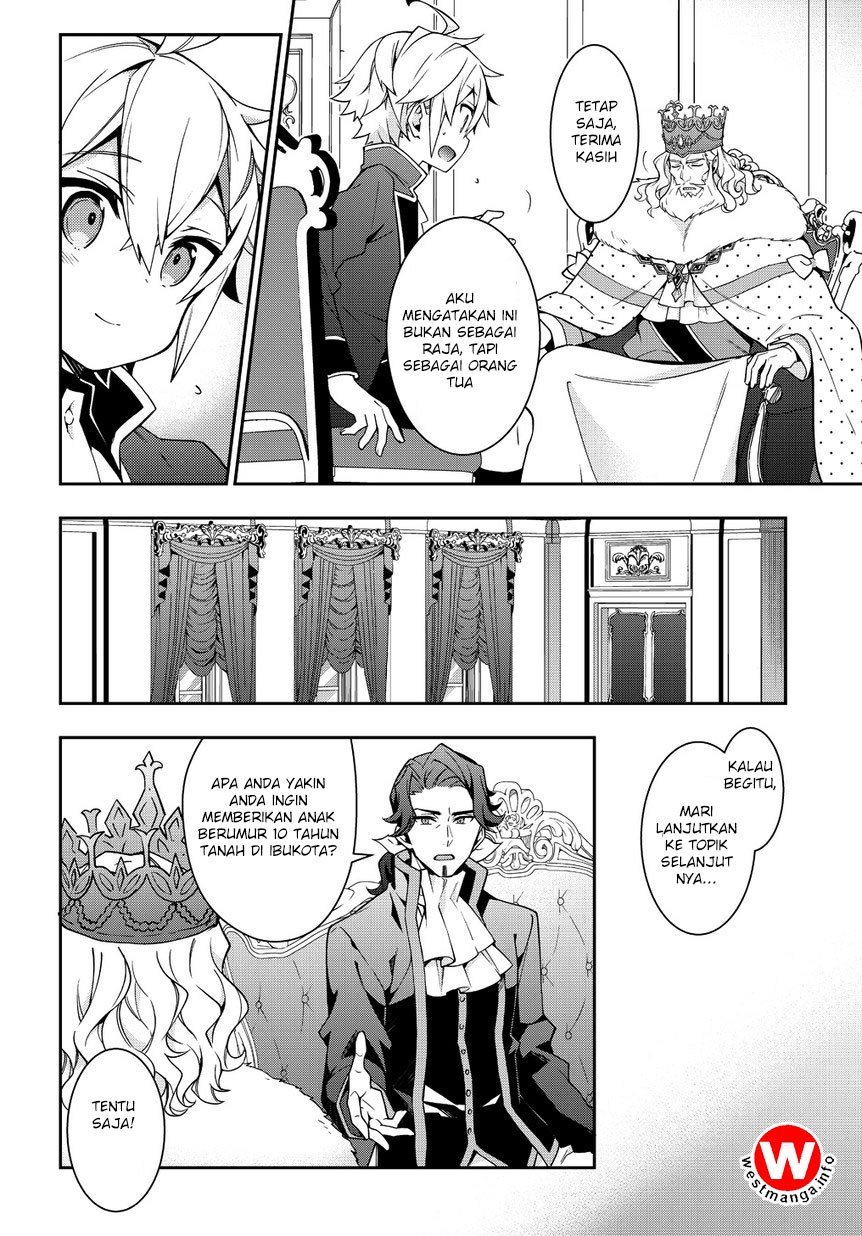 TETAP
SAJA,
TERIMA
KASIH
AKU
MENGATAKAN INI
BUKAN SEBAGAI
RAJA, TAPI
SEBAGAI ORANG
TUA
KALAU
BEGITU,
MARI
LANJUTKAN
KE TOPIK
SELANJUT
NYA...
APA ANDA YAKIN
ANDA INGIN
MEMBERIKAN ANAK
BERUMUR 10 TAHUN
TANAH DI IBUKOTA?
TENTU
SAJA!
W
westmanga.info